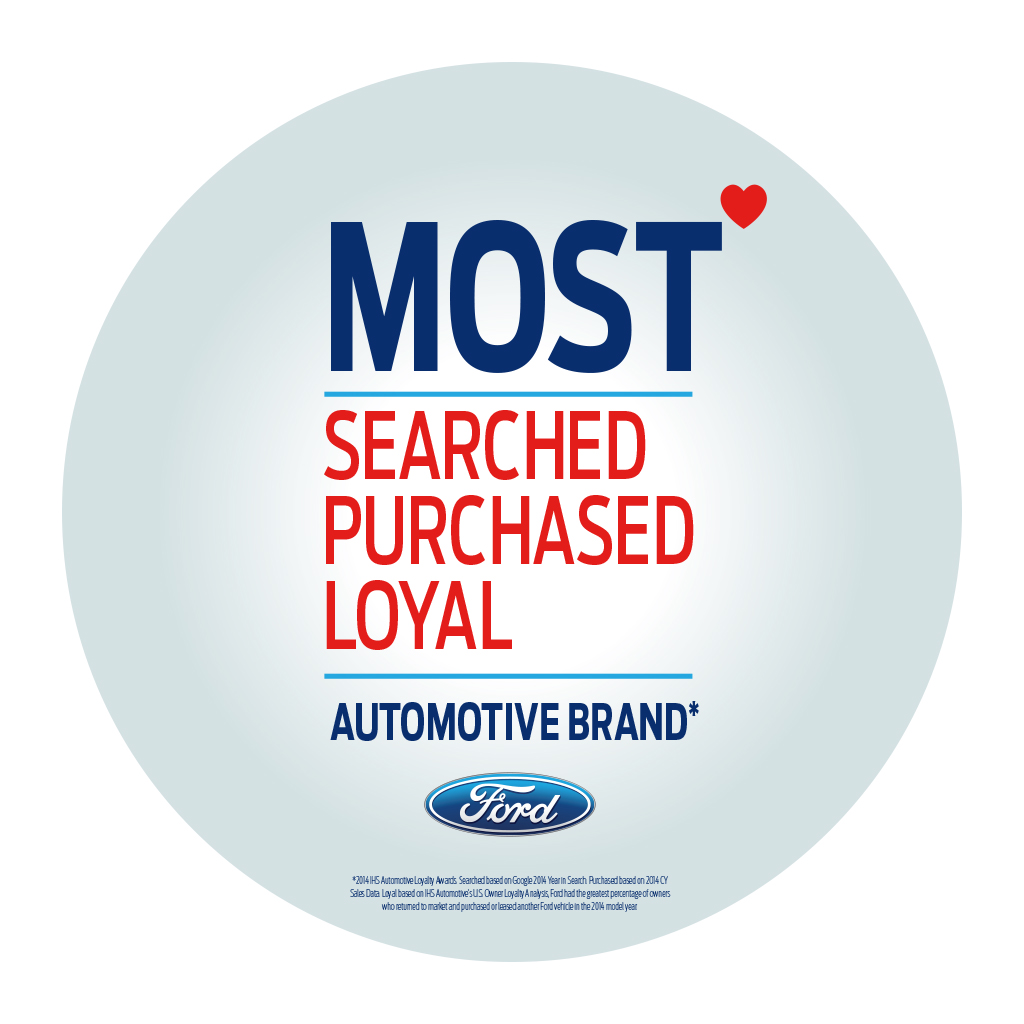 MOST
SEARCHED
PURCHASED
LOYAL
AUTOMOTIVE BRAND*
Ford
*2014 IHS Automotive Loyalty Awards. Searched based on Google 2014 Year in Search. Purchased based on 2014 CY
Sales Data. Loyal based on IHS Automotive's U.S. Owner Loyalty Analysis, Ford had the greatest percentage of owners
who returned to market and purchased or leased another Ford vehicle in the 2014 model year.